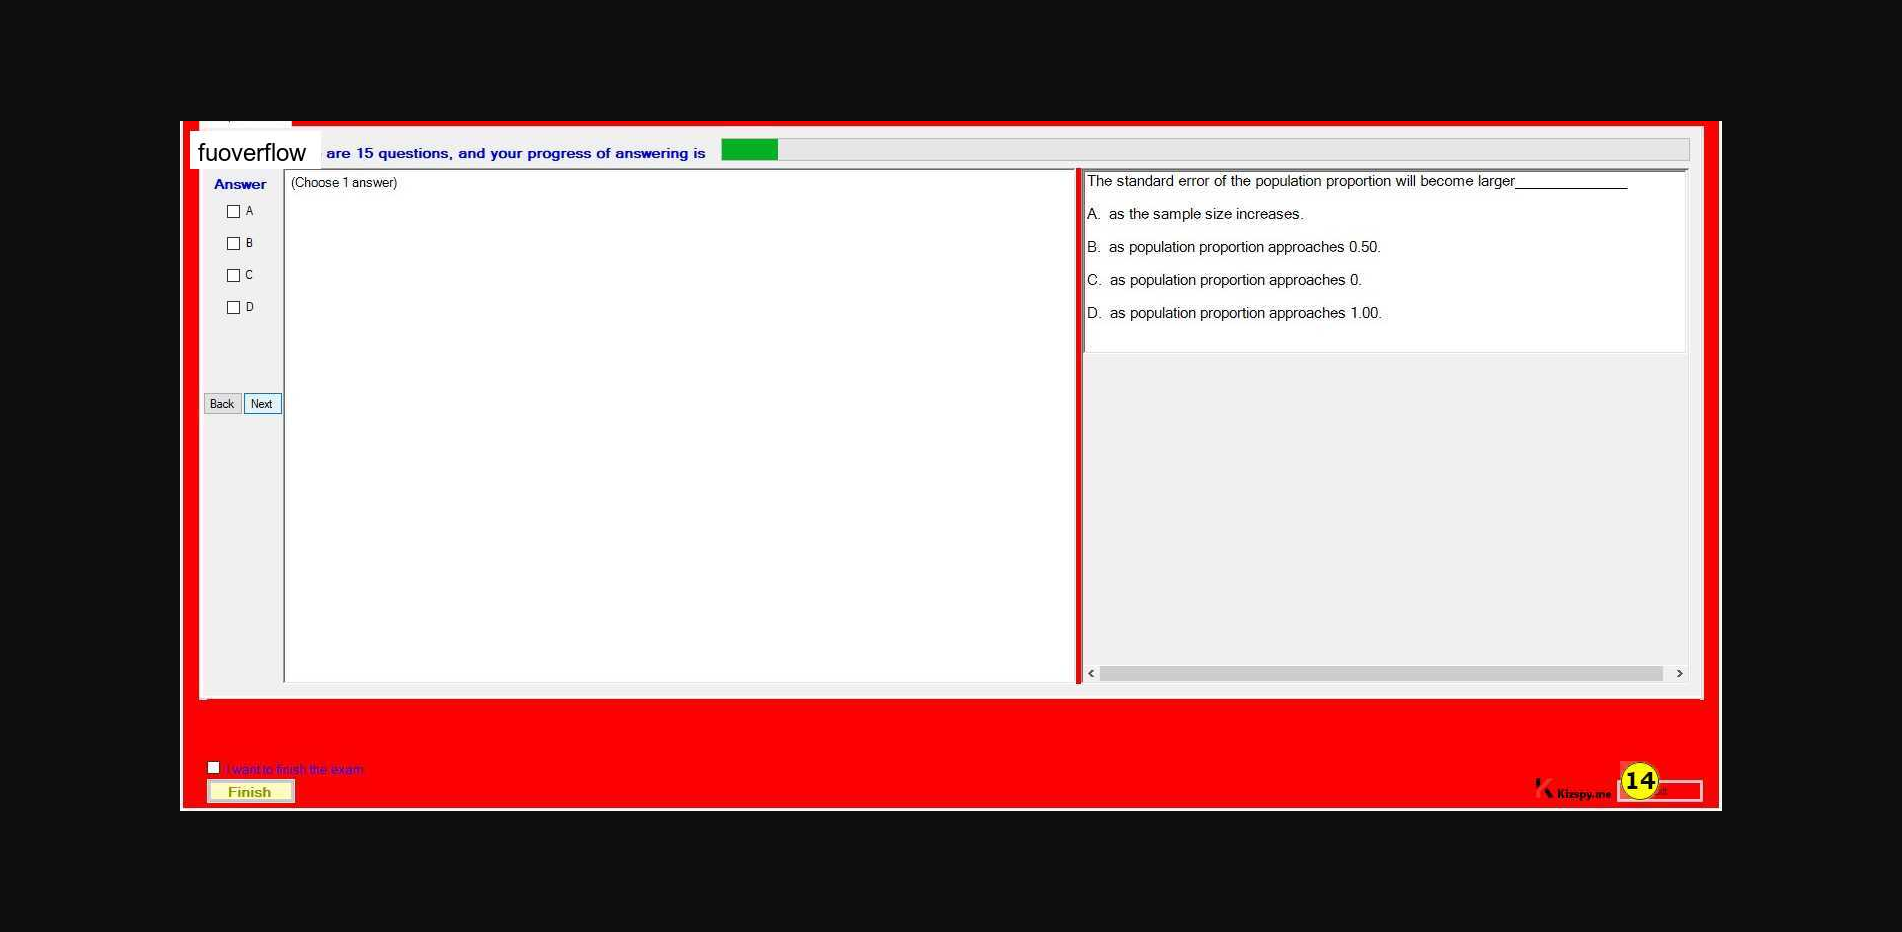 fuoverflow are 15 questions, and your progress of answering is
Answer
(Choose 1 answer)
A
B
C
D
Back Next
The standard error of the population proportion will become larger______________
A. as the sample size increases.
B. as population proportion approaches 0.50.
C. as population proportion approaches 0.
D. as population proportion approaches 1.00.
I want to finish the exam
Finish
Kizspy.me
14